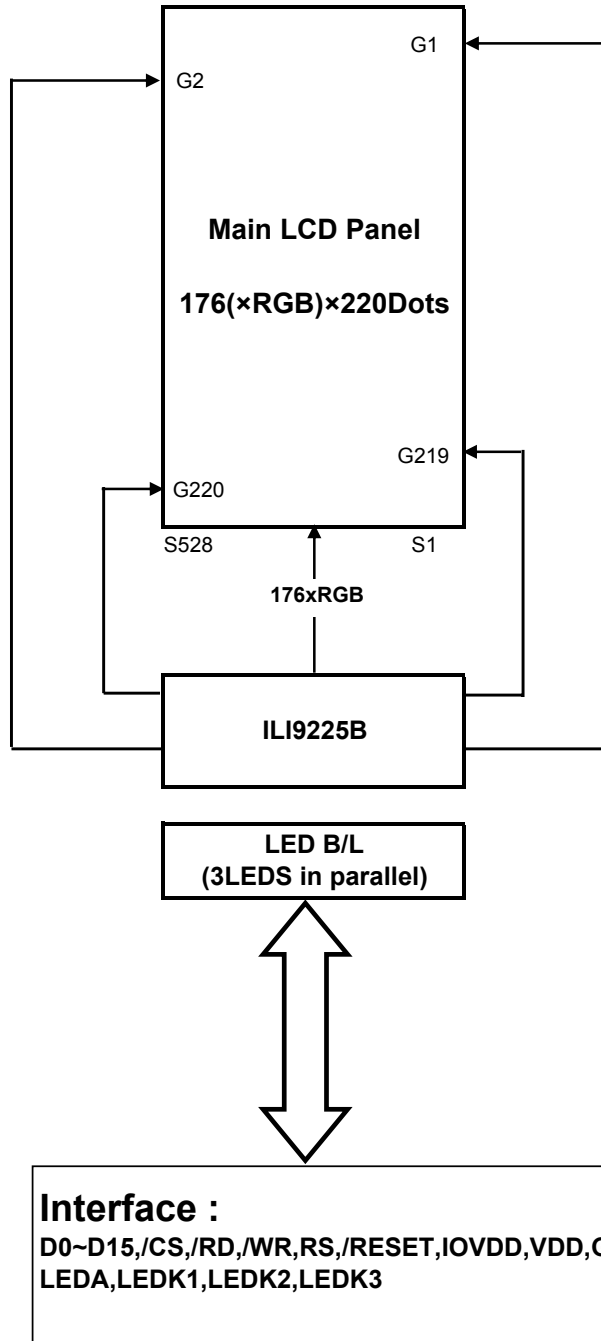 G1
G2
Main LCD Panel
176(×RGB)×220Dots
G219
G220
S528
S1
176xRGB
ILI9225B
LED B/L
(3LEDS in parallel)
Interface :
D0~D15,/CS,/RD,/WR,RS,/RESET,IOVDD,VDD,
LEDA,LEDK1,LEDK2,LEDK3